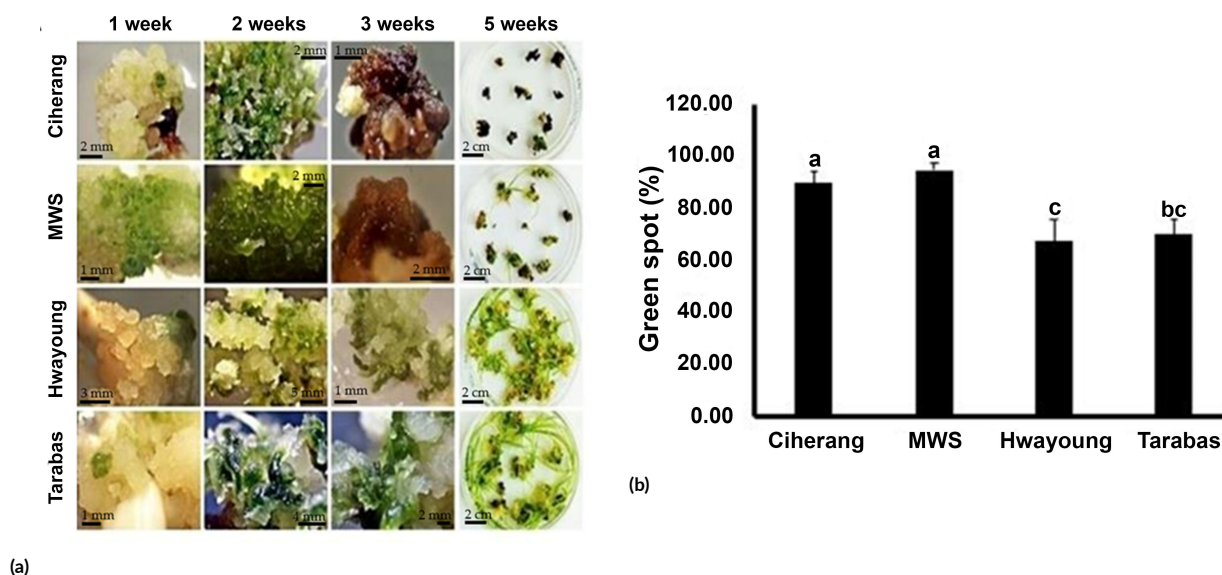 1 week 2 weeks 3 weeks 5 weeks
Ciherang
2 mm
2 mm
1 mm
2 cm
MWS
1 mm
2 mm
2 mm
2 cm
Hwayoung
3 mm
5 mm
1 mm
2 cm
Tarabas
1 mm
4 mm
2 mm
2 cm
(a)
Green spot (%)
120.00
100.00
80.00
60.00
40.00
20.00
0.00
a
a
c
bc
Ciherang MWS Hwayoung Tarabas
(b)